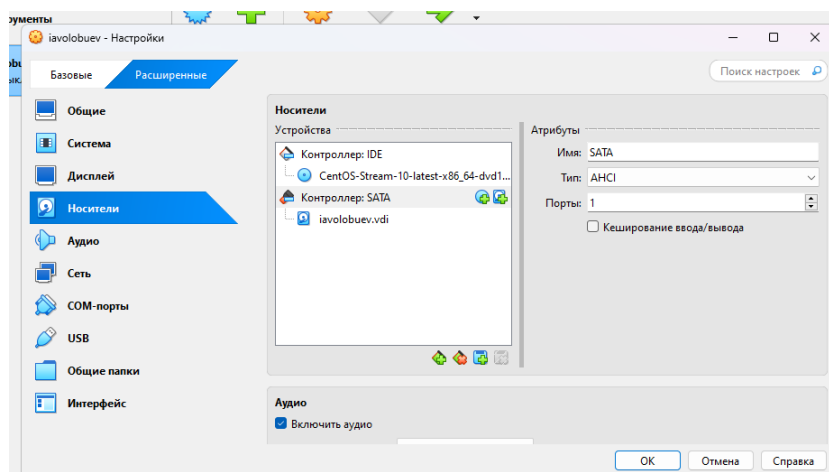 рументы
iavolobuev - Настройки
Базовые
Расширенные
Поиск настроек
Общие
Система
Дисплей
Носители
Аудио
Сеть
COM-порты
USB
Общие папки
Интерфейс
Носители
Устройства
Контроллер: IDE
CentOS-Stream-10-latest-x86_64-dvd1...
Контроллер: SATA
iavolobuev.vdi
Атрибуты
Имя: SATA
Тип: AHCI
Порты: 1
Кеширование ввода/вывода
Аудио
Включить аудио
OK
Отмена
Справка